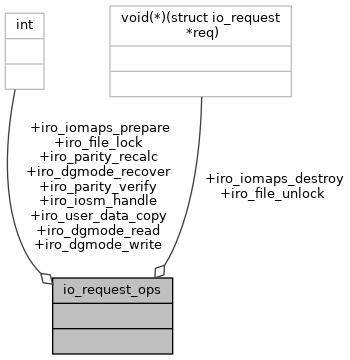 int
void(*)(struct io_request
*req)
+iro_iomaps_prepare
+iro_file_lock
+iro_parity_recalc
+iro_dgmode_recover
+iro_parity_verify
+iro_iosm_handle
+iro_user_data_copy
+iro_dgmode_read
+iro_dgmode_write
+iro_iomaps_destroy
+iro_file_unlock
io_request_ops